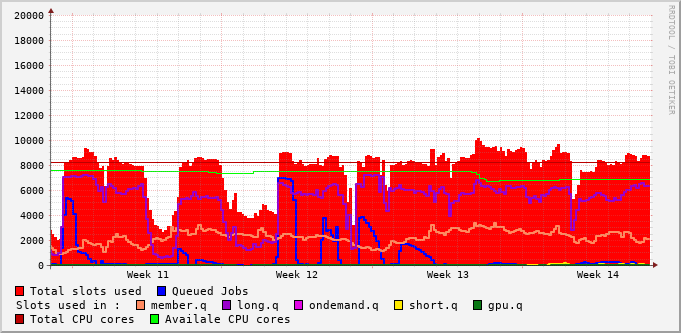 20000
18000
16000
14000
12000
10000
8000
6000
4000
2000
0
Week 11 Week 12 Week 13 Week 14
RRDTOOL / TOBI OETIKER
Total slots used Queued Jobs
Slots used in : member.q long.q ondemand.q short.q gpu.q
Total CPU cores Availale CPU cores